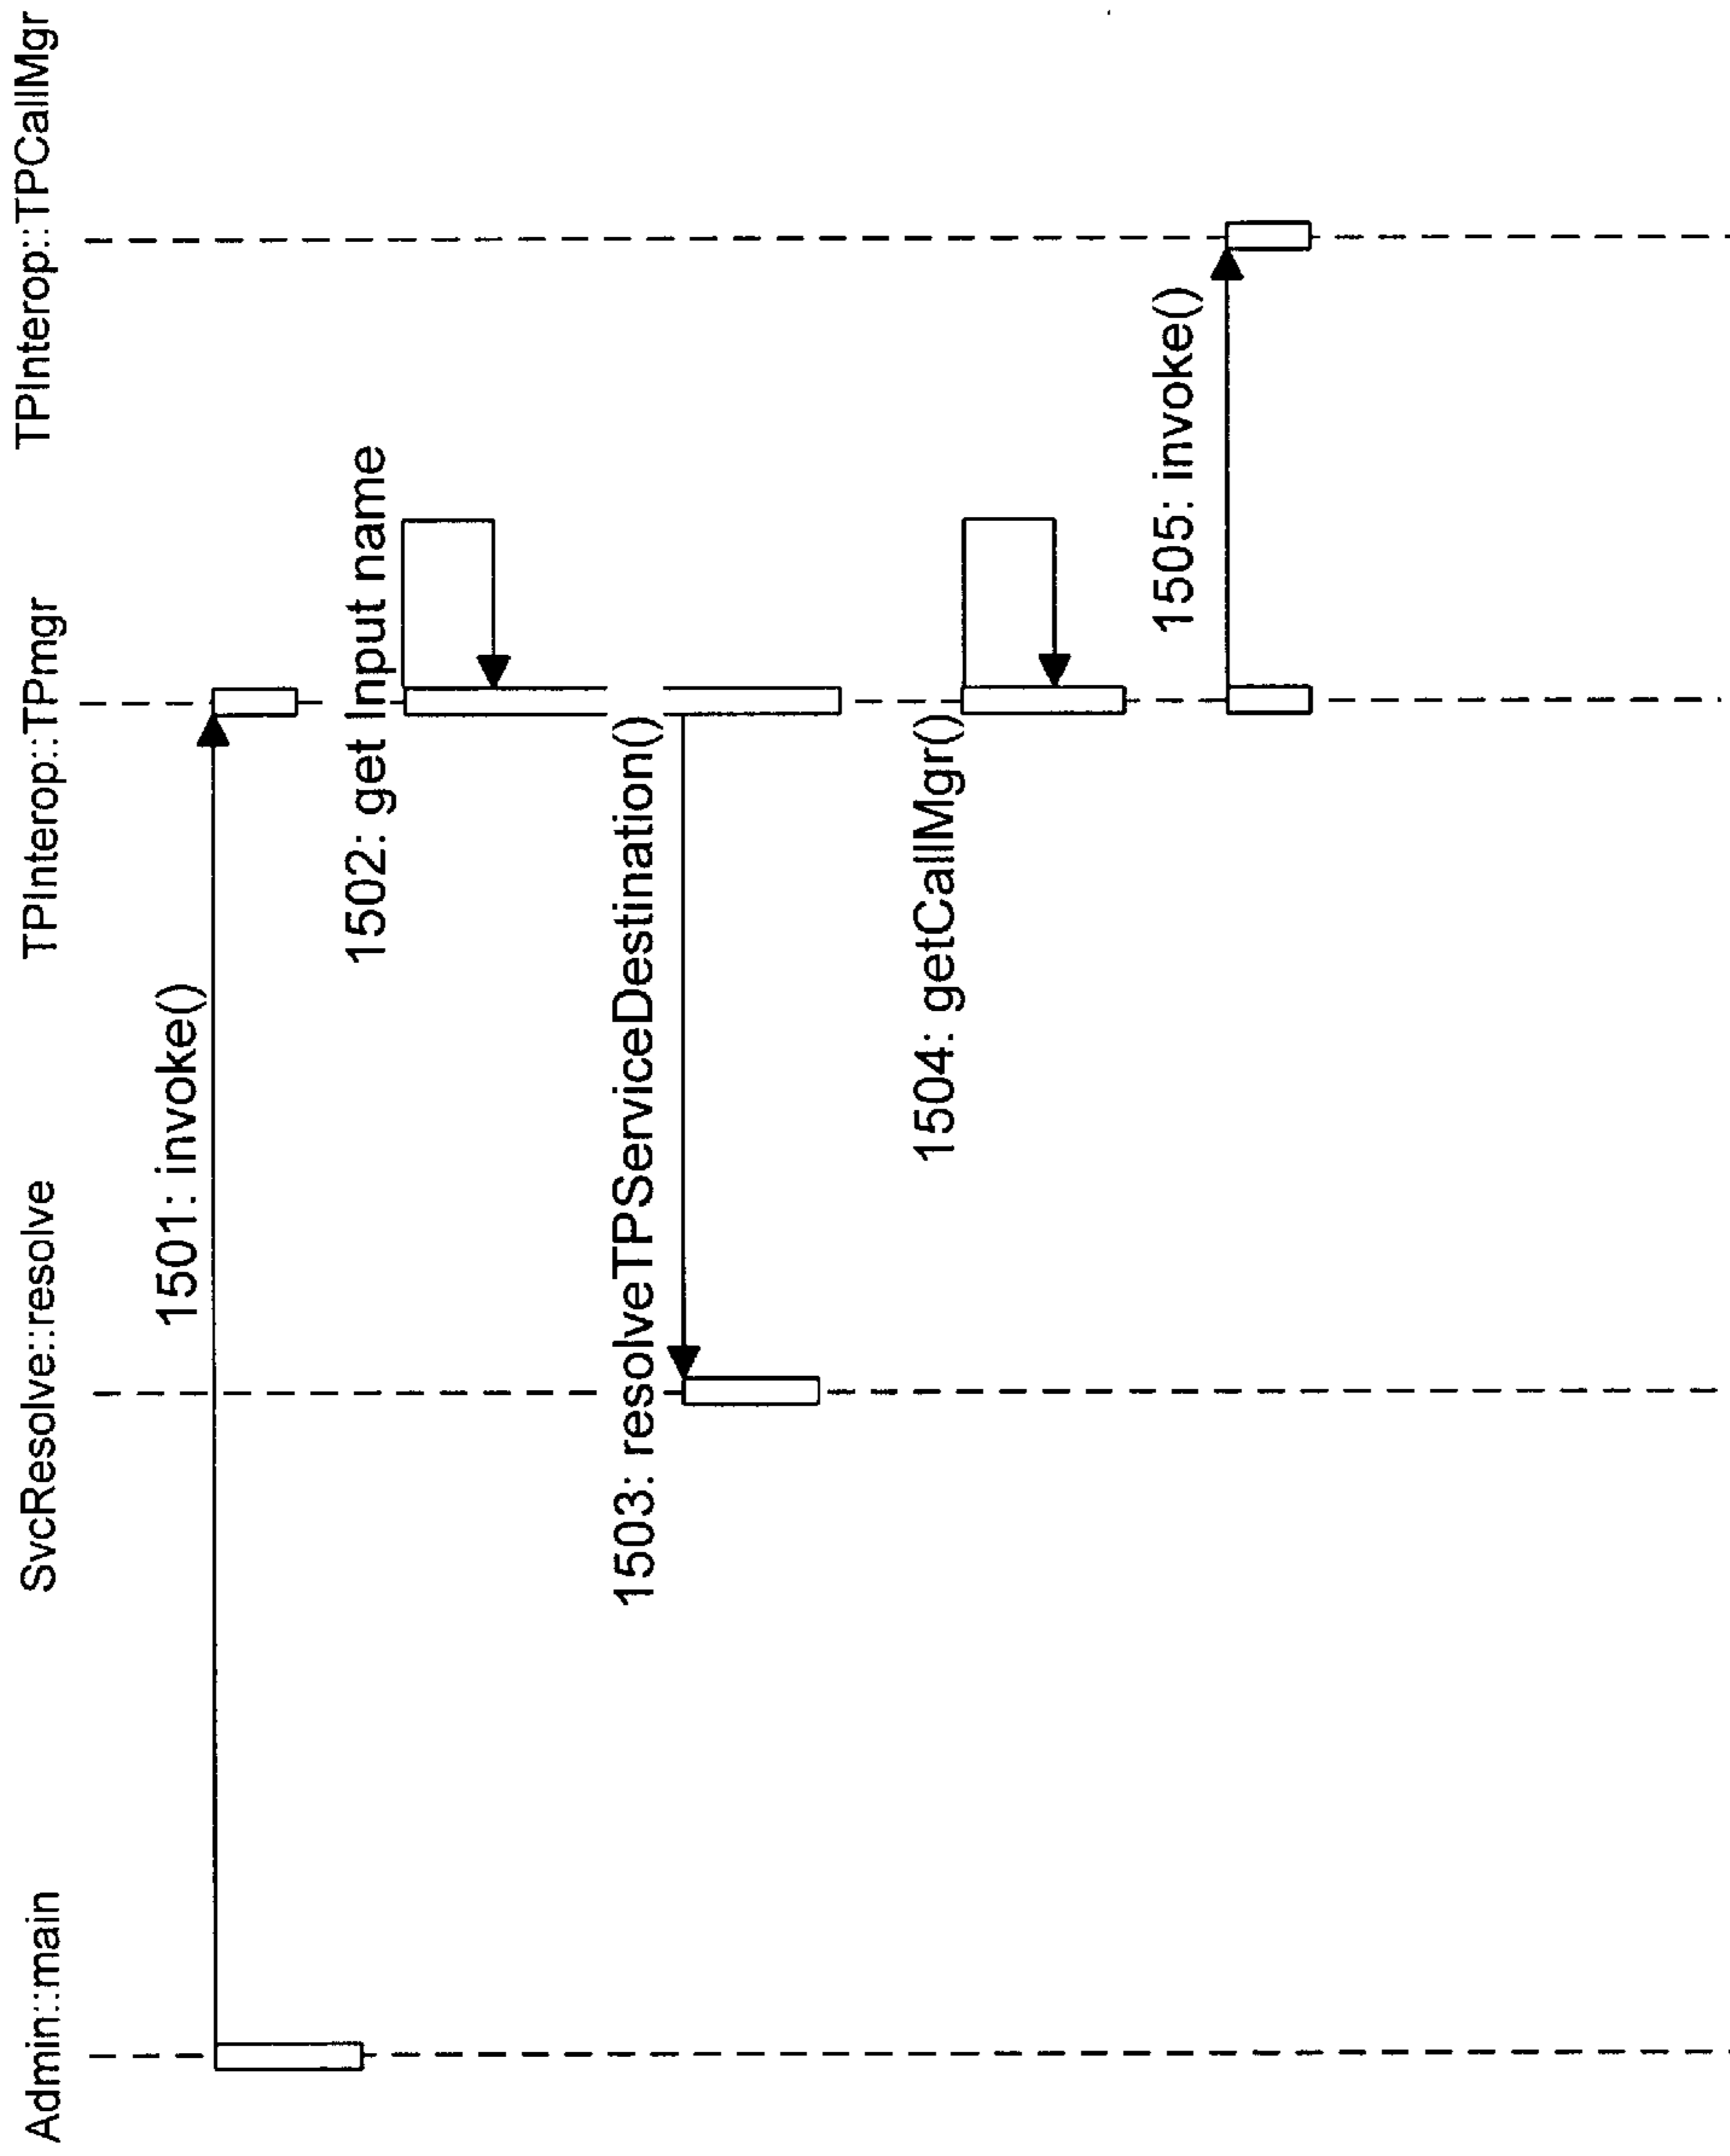 Admin::main
SvcResolve::resolve
TPInterop::TPmgr
TPInterop::TPCallMgr
1501: invoke()
1502: get Input name
1503: resolveTPServiceDestination()
1504: getCallMgr()
1505: invoke()